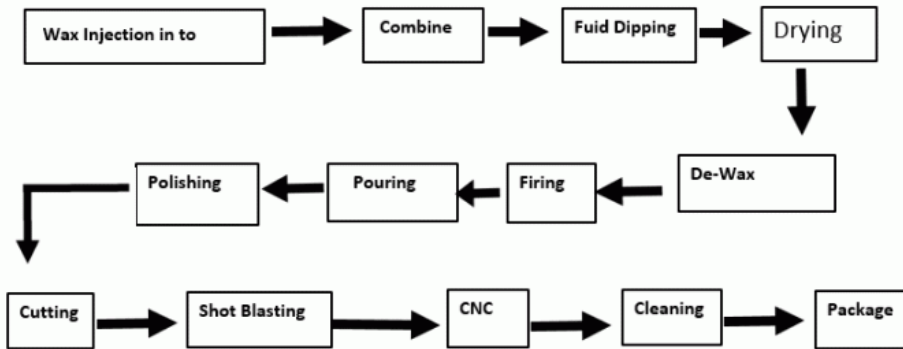 Wax Injection in to
Combine
Fuid Dipping
Drying
De-Wax
Firing
Pouring
Polishing
Cutting
Shot Blasting
CNC
Cleaning
Package